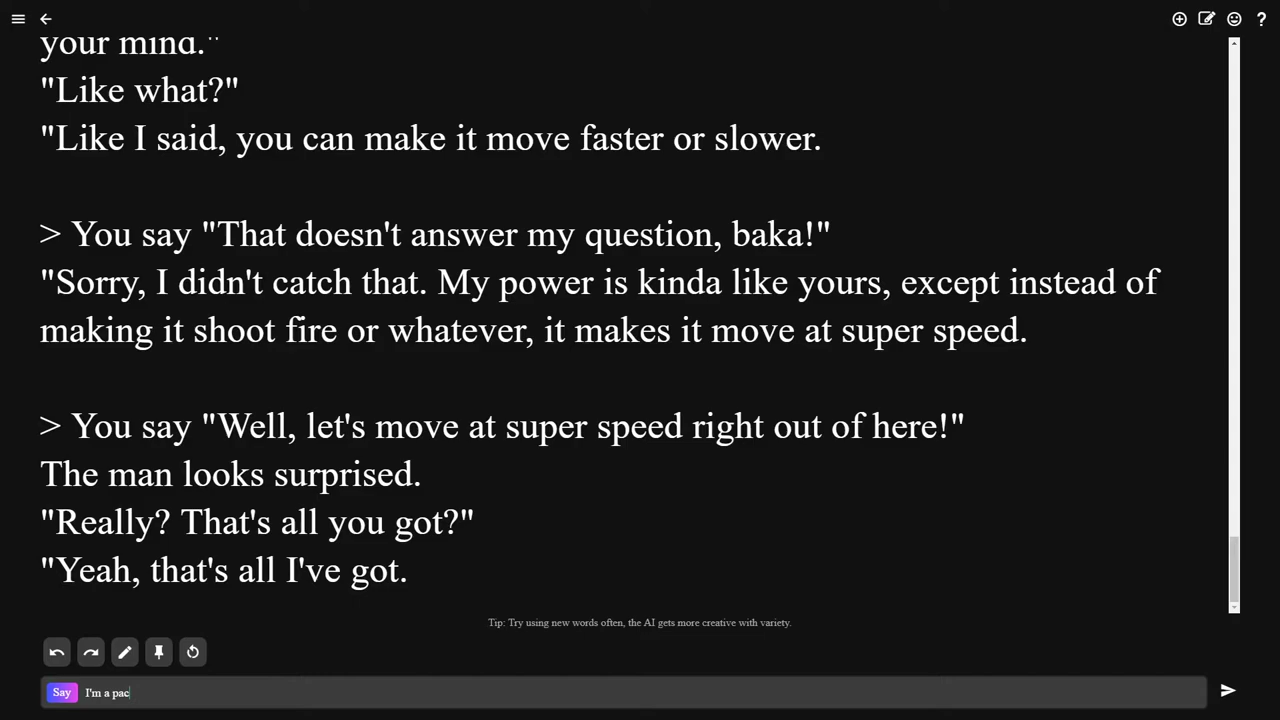 your mind."
"Like what?"
"Like I said, you can make it move faster or slower.
> You say "That doesn't answer my question, baka!"
"Sorry, I didn't catch that. My power is kinda like yours, except instead of
making it shoot fire or whatever, it makes it move at super speed.
> You say "Well, let's move at super speed right out of here!"
The man looks surprised.
"Really? That's all you got?"
"Yeah, that's all I've got.
Tip: Try using new words often, the AI gets more creative with variety.
Say I'm a pac